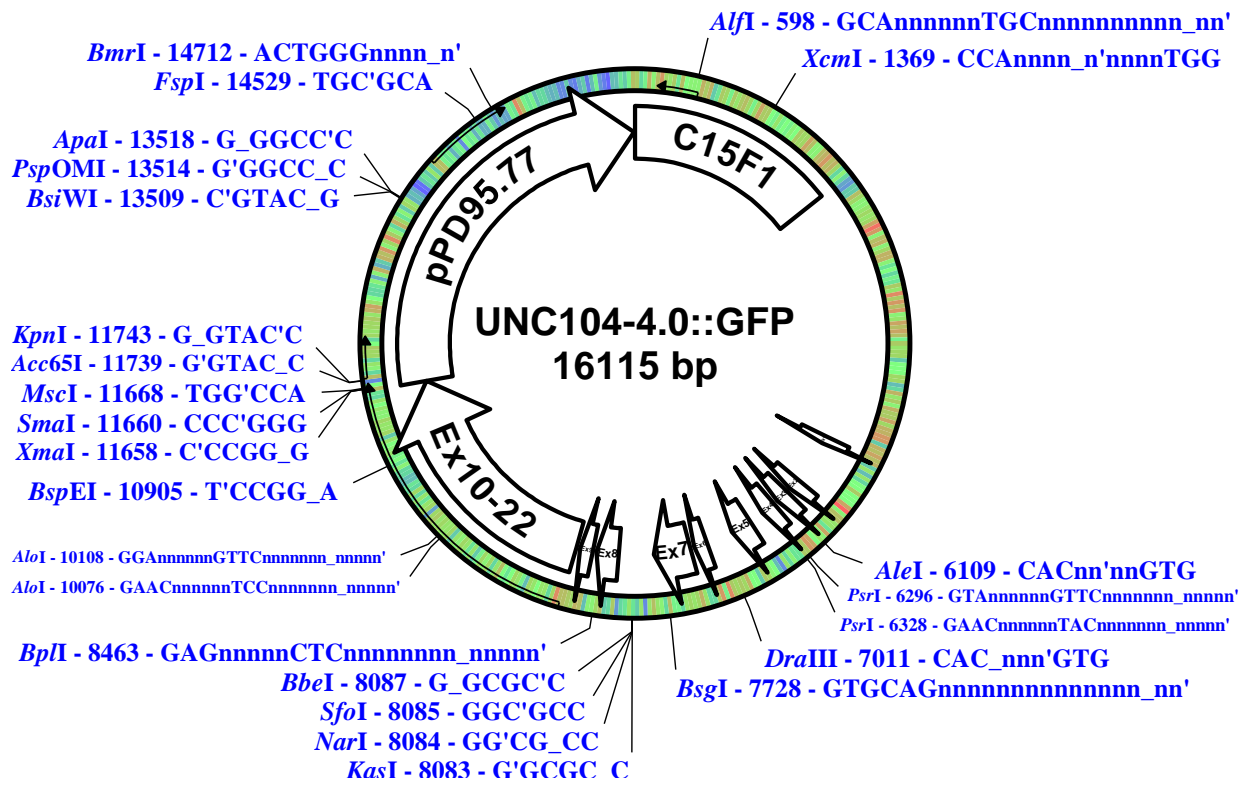 AlfI - 598 - GCAnnnnnnTGCnnnnnnnnnn_nn'
XcmI - 1369 - CCAnnnn_n'nnnnTGG
BmrI - 14712 - ACTGGGnnnn_n'
FspI - 14529 - TGC'GCA
ApaI - 13518 - G_GGCC'C
PspOMI - 13514 - G'GGCC_C
BsiWI - 13509 - C'GTAC_G
KpnI - 11743 - G_GTAC'C
Acc65I - 11739 - G'GTAC_C
MscI - 11668 - TGG'CCA
SmaI - 11660 - CCC'GGG
XmaI - 11658 - C'CCGG_G
BspEI - 10905 - T'CCGG_A
AloI - 10108 - GGAnnnnnnGTTCnnnnnnn_nnnnn'
AloI - 10076 - GAACnnnnnnTCCnnnnnnn_nnnnn'
BplI - 8463 - GAGnnnnnCTCnnnnnnnn_nnnnn'
BbeI - 8087 - G_GCGC'C
SfoI - 8085 - GGC'GCC
NarI - 8084 - GG'CG_CC
KasI - 8083 - G'GCGC_C
C15F1
pPD95.77
UNC104-4.0::GFP
16115 bp
Ex10-22
Ex8
Ex7
Ex5
AleI - 6109 - CACnn'nnGTG
PsrI - 6296 - GTAnnnnnnGTTCnnnnnnn_nnnnn'
PsrI - 6328 - GAACnnnnnnTACnnnnnnn_nnnnn'
DraIII - 7011 - CAC_nnn'GTG
BsgI - 7728 - GTGCAGnnnnnnnnnnnnnn_nn'